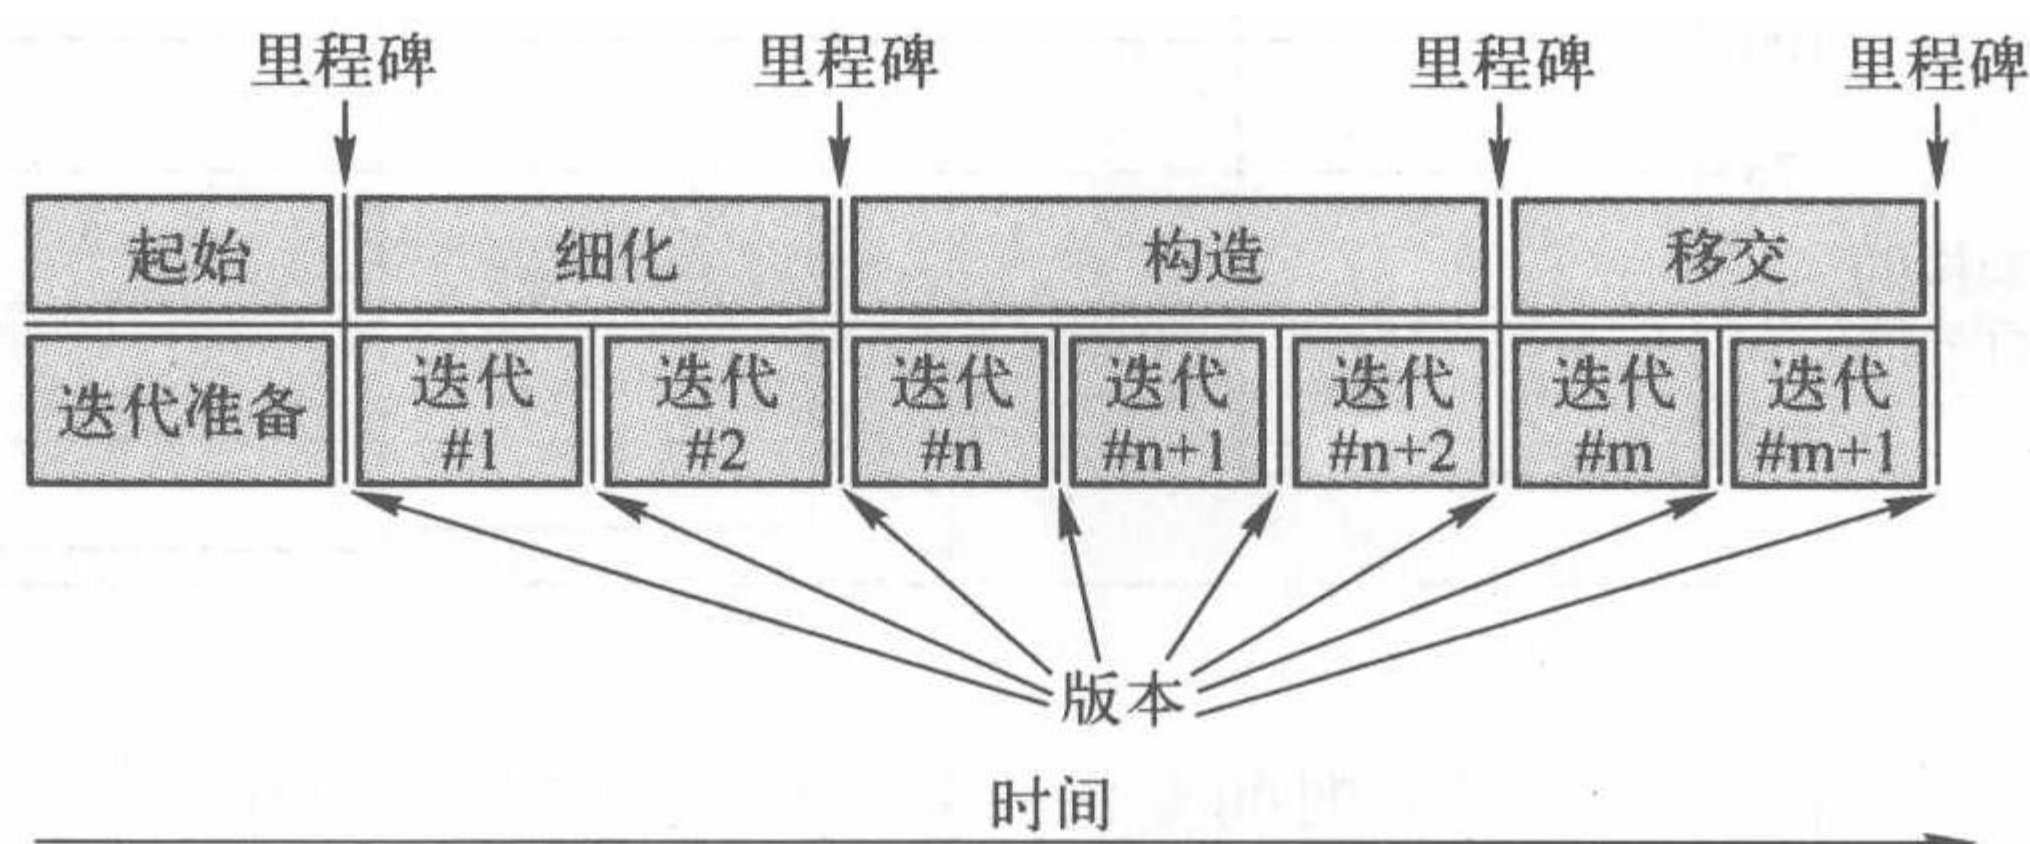 里程碑 里程碑 里程碑 里程碑
起始 细化 构造 移交
迭代准备 迭代 迭代 迭代 迭代 迭代 迭代 迭代
#1 #2 #n #n+1 #n+2 #m #m+1
版本
时间